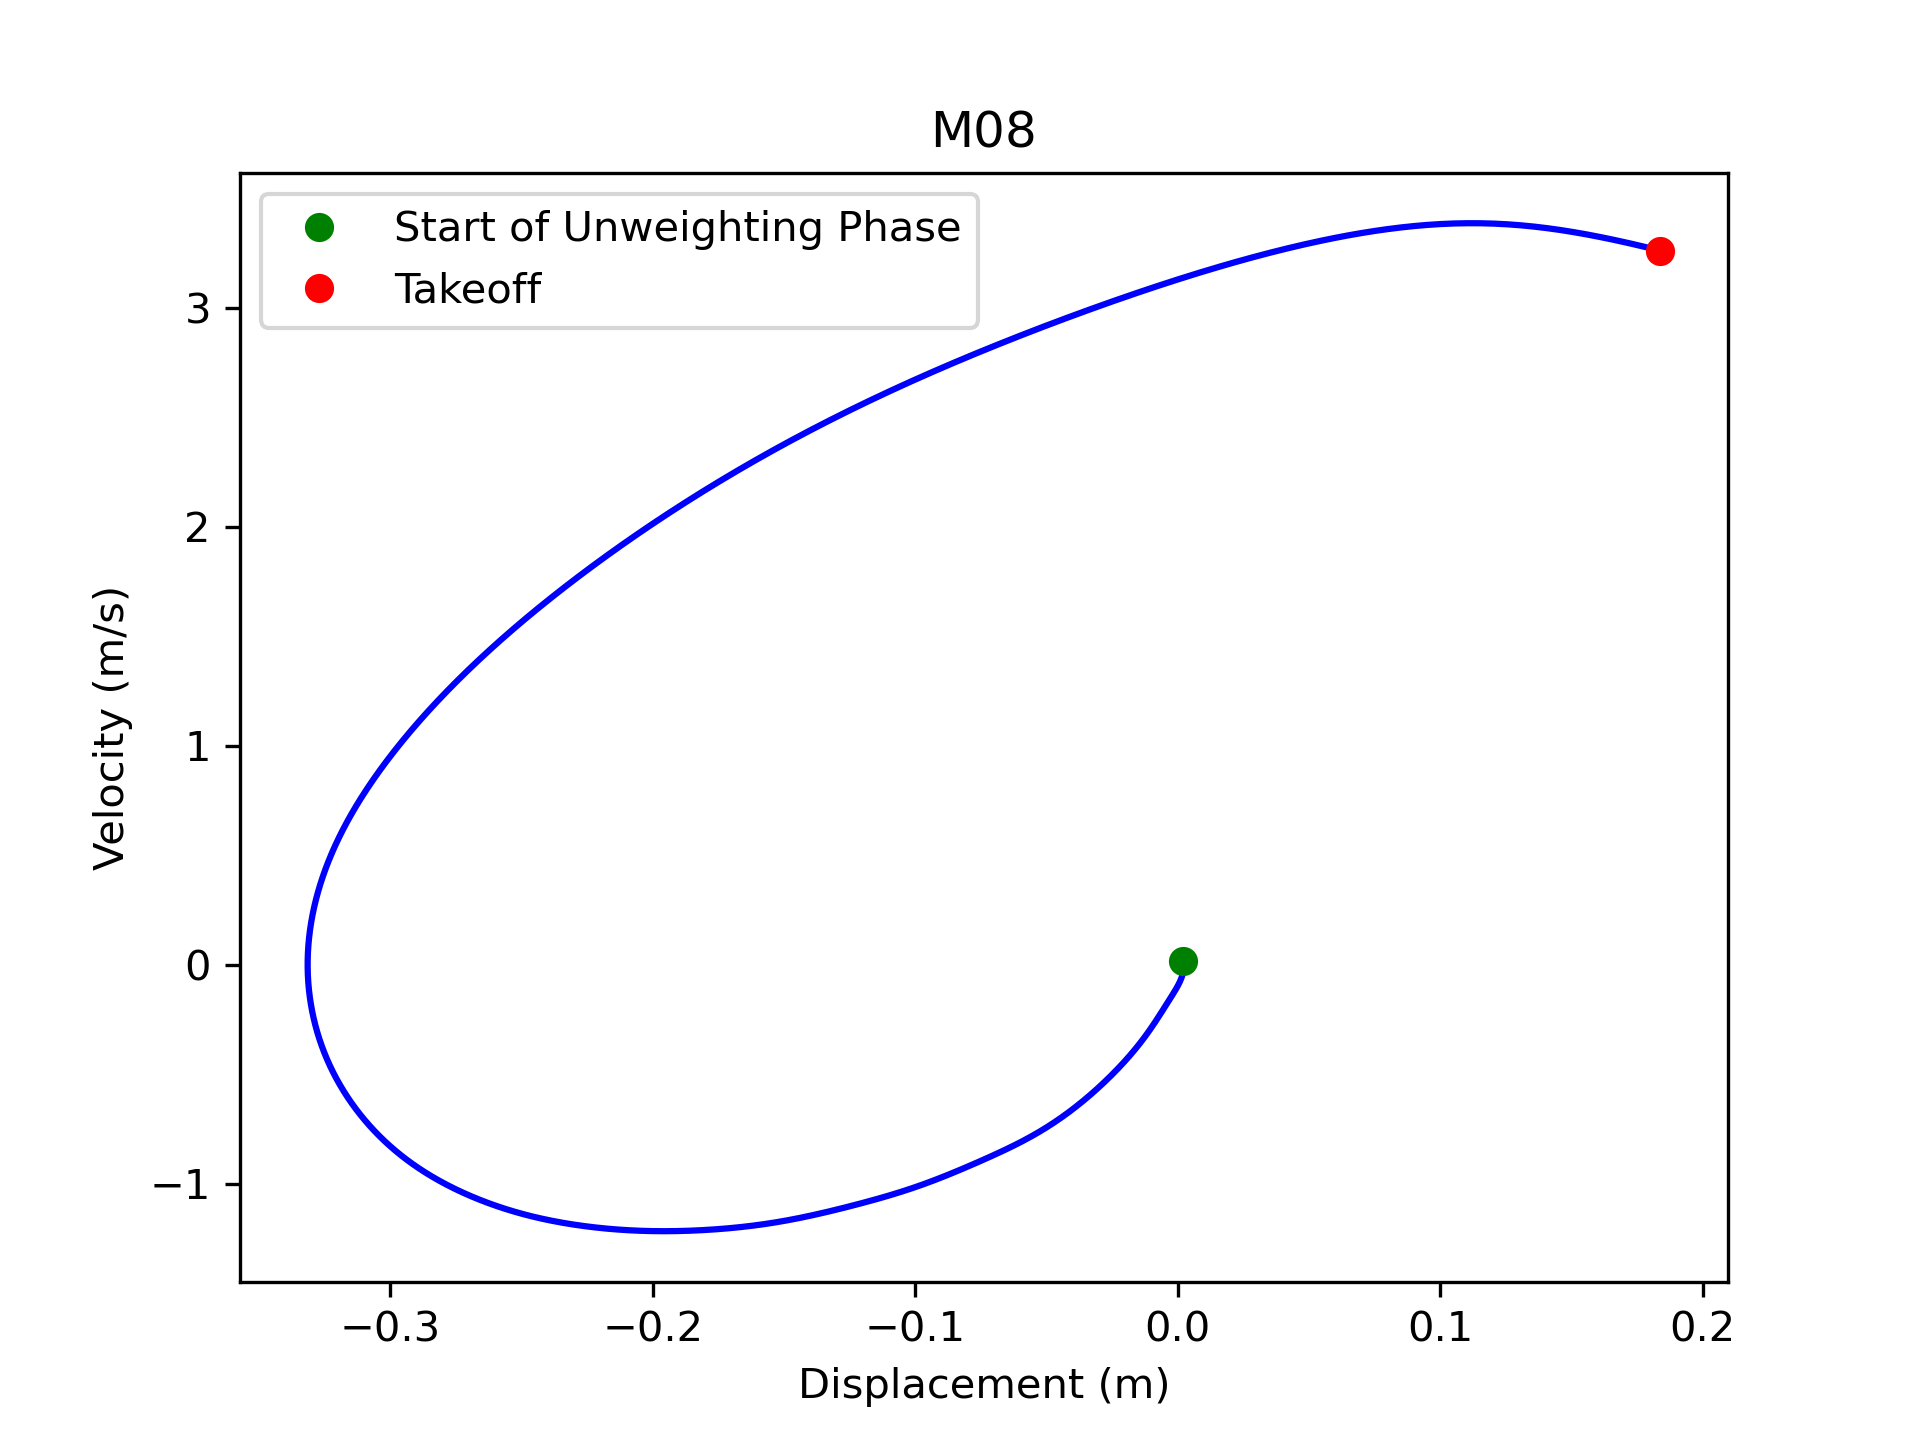 M08
Start of Unweighting Phase
Takeoff
3
2
1
0
−1
Velocity (m/s)
−0.3 −0.2 −0.1 0.0 0.1 0.2
Displacement (m)